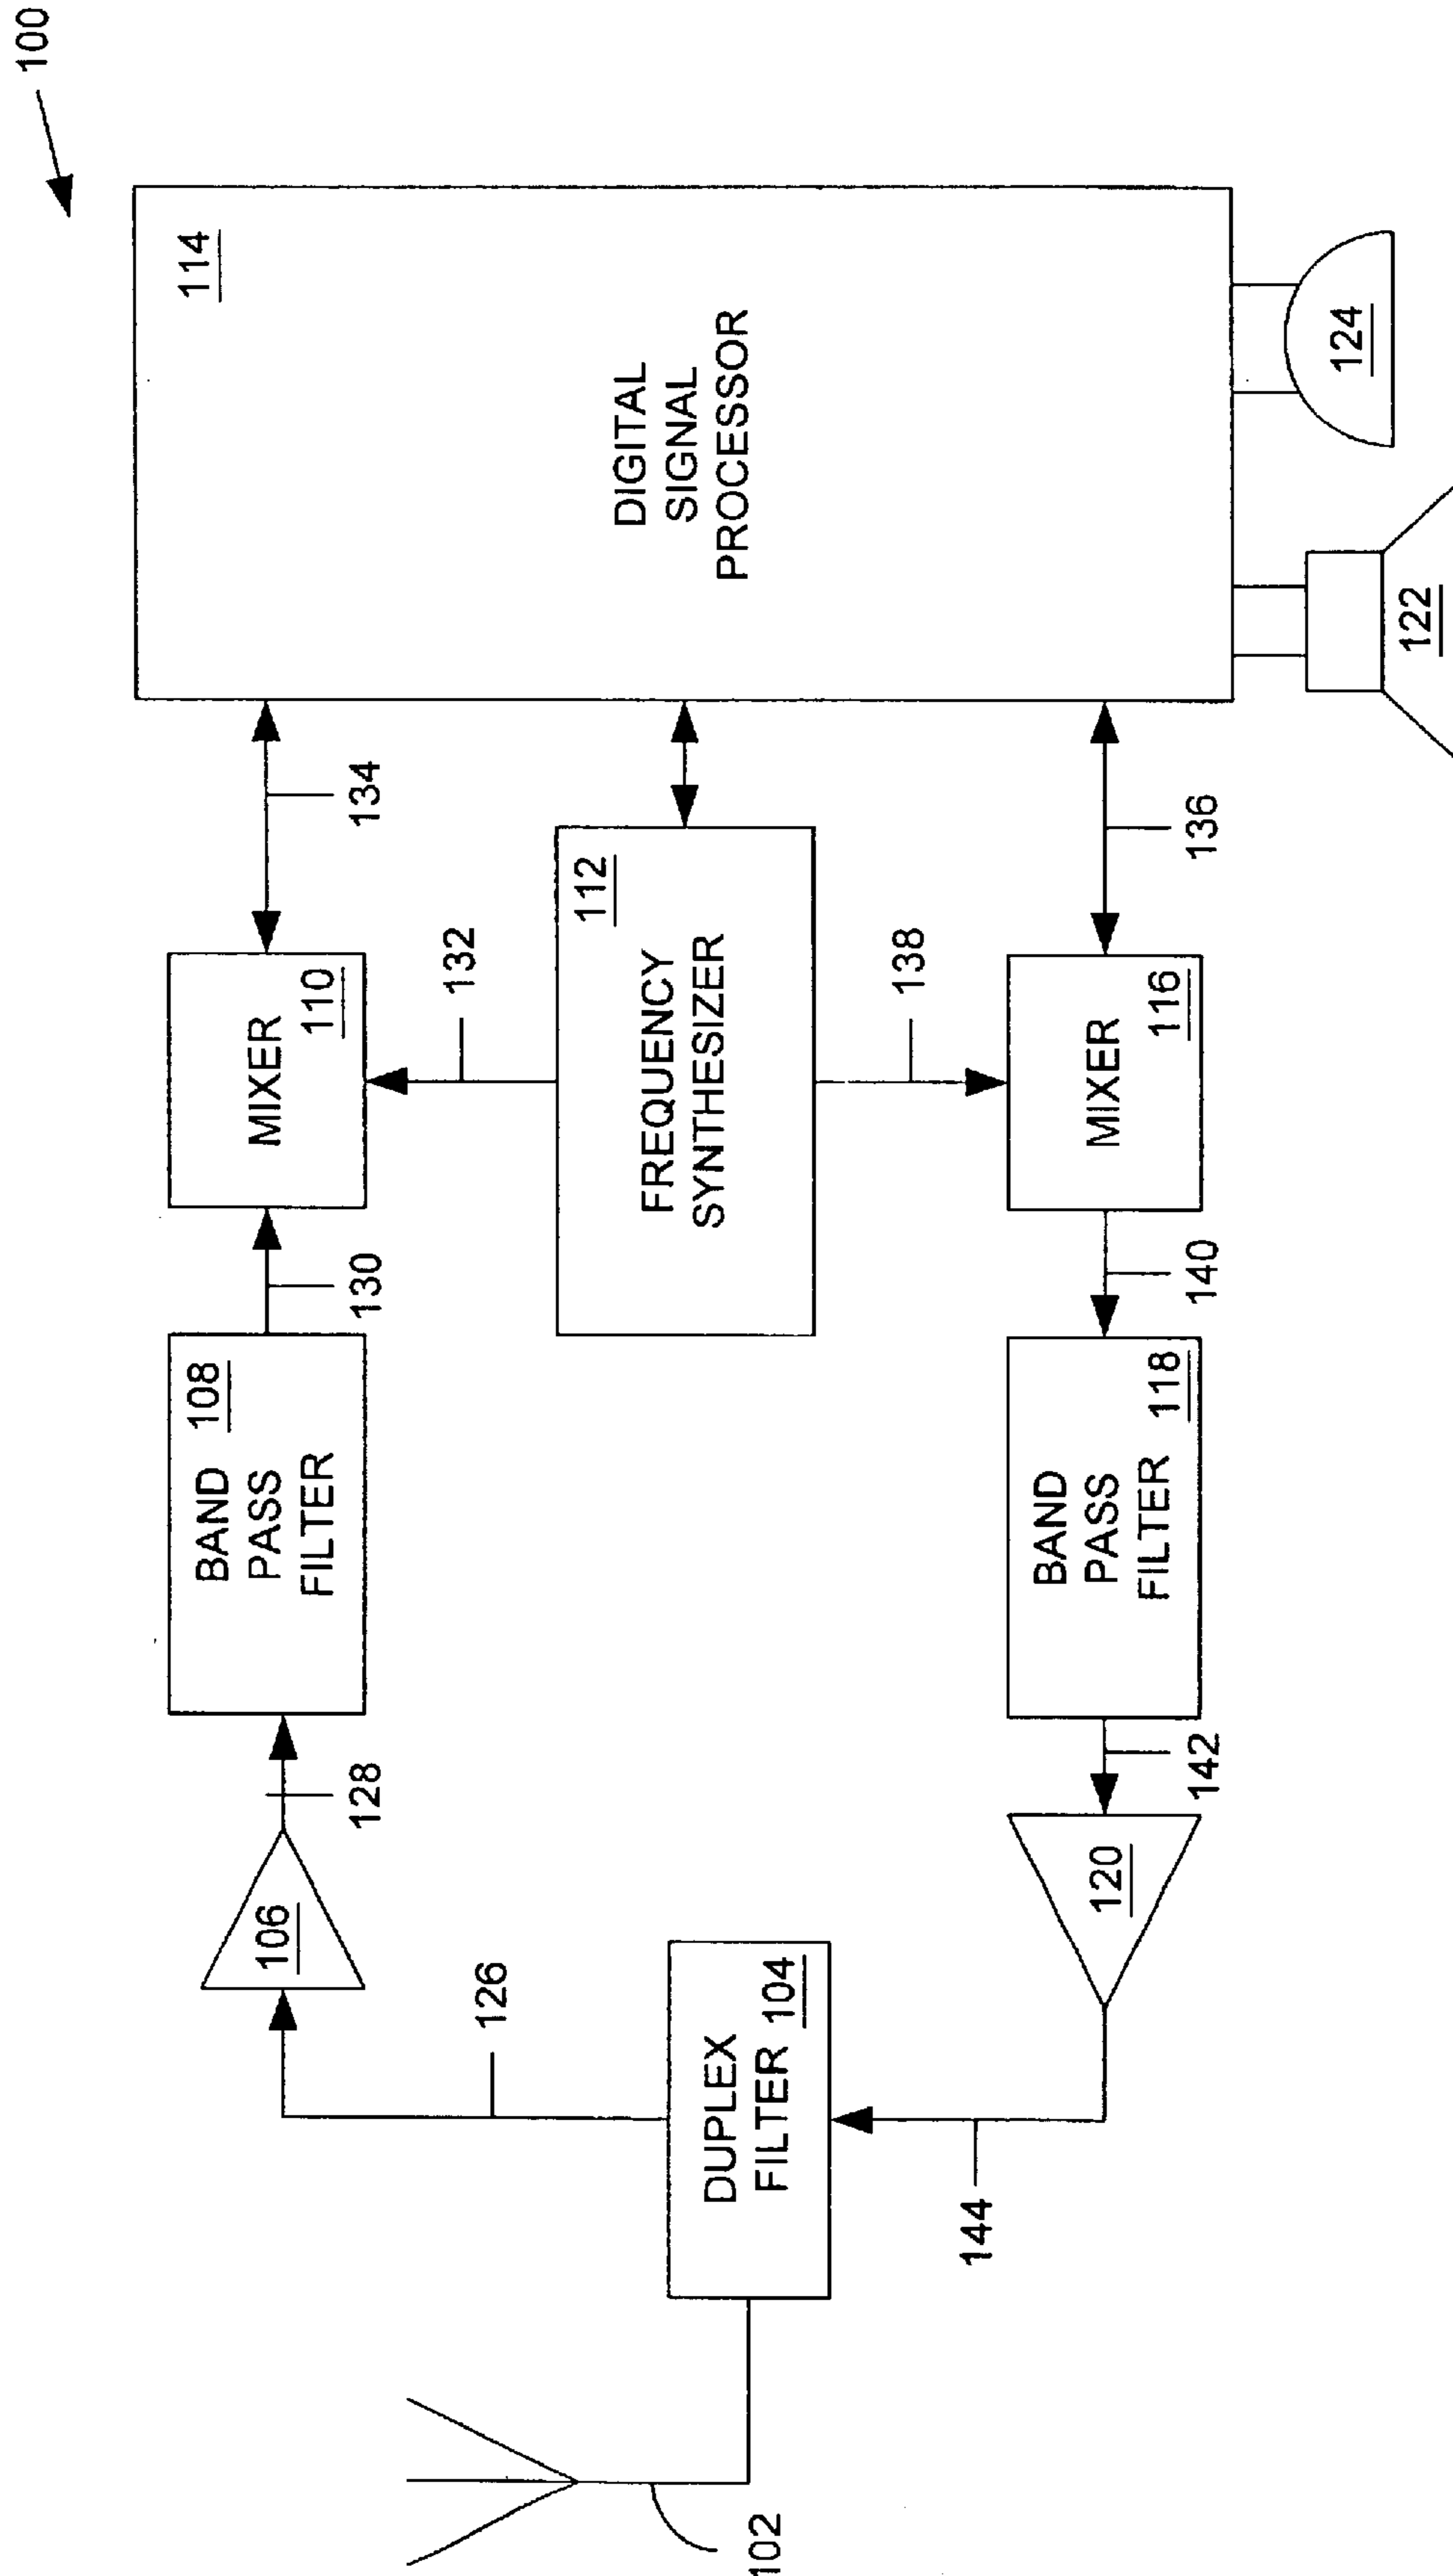 100
114
DIGITAL
SIGNAL
PROCESSOR
124
122
134
136
112
FREQUENCY
SYNTHESIZER
132
138
MIXER
110
MIXER
116
130
140
108
BAND
PASS
FILTER
BAND
PASS
FILTER
118
128
142
106
120
126
DUPLEX
FILTER
104
144
102